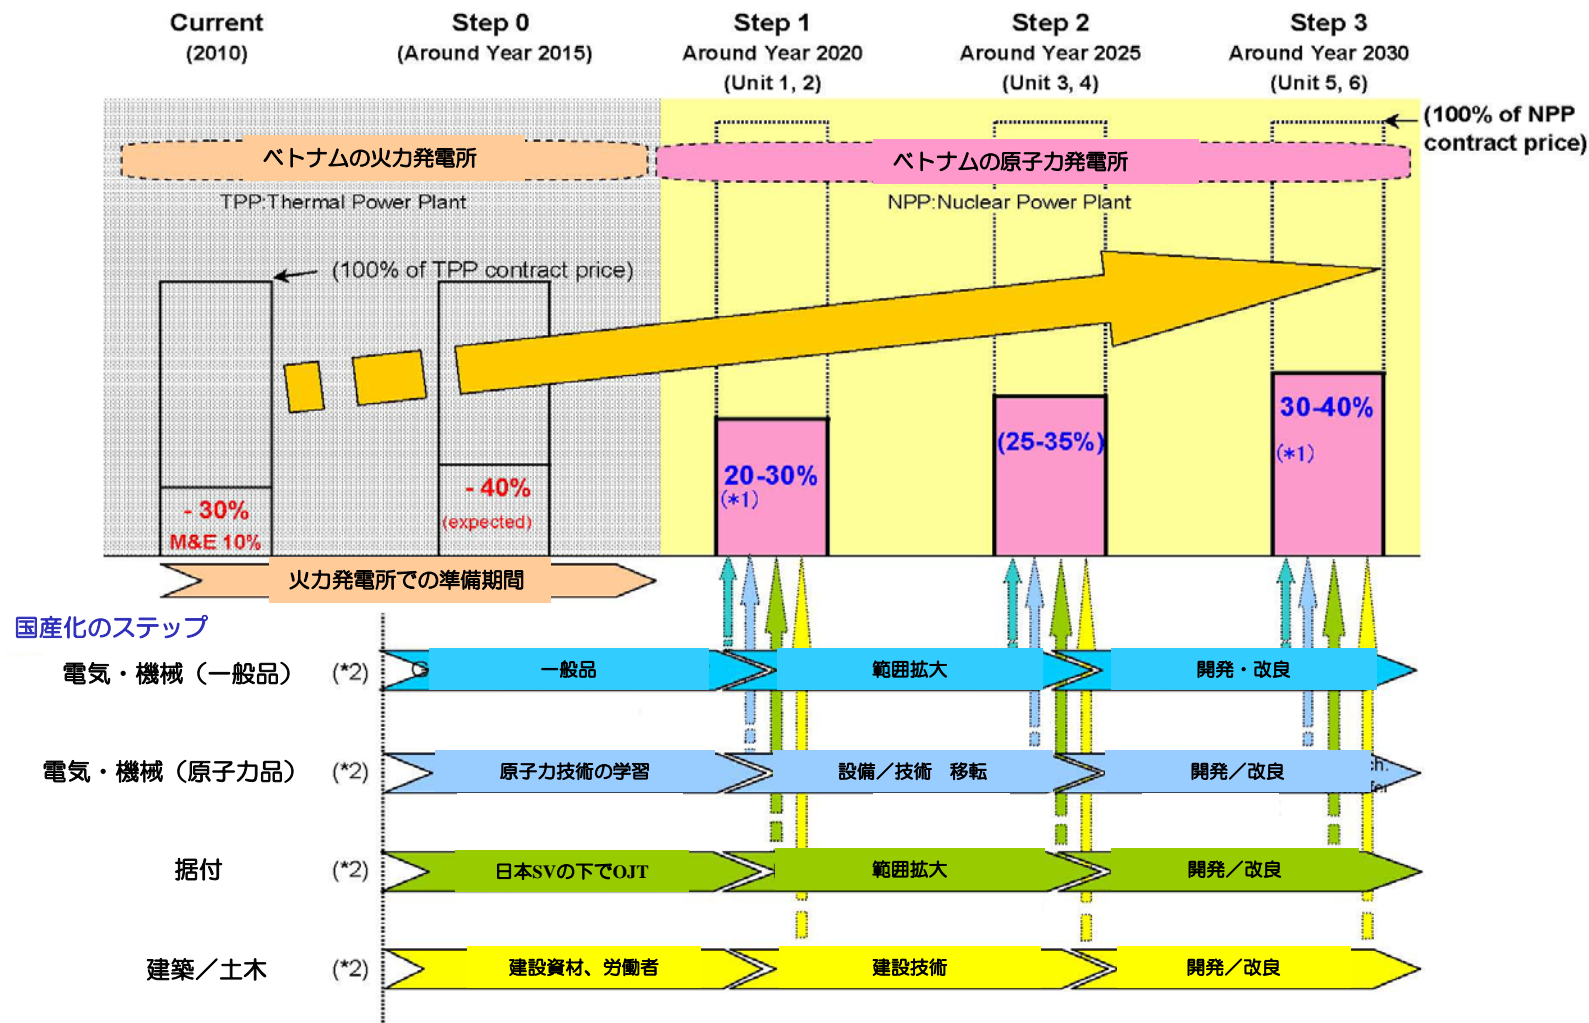 Current
(2010)
Step 0
(Around Year 2015)
Step 1
Around Year 2020
(Unit 1, 2)
Step 2
Around Year 2025
(Unit 3, 4)
Step 3
Around Year 2030
(Unit 5, 6)
(100% of NPP
contract price)
ベトナムの火力発電所
ベトナムの原子力発電所
TPP:Thermal Power Plant
NPP:Nuclear Power Plant
(100% of TPP contract price)
- 30%
M&E 10%
- 40%
(expected)
20-30%
(*1)
(25-35%)
30-40%
(*1)
火力発電所での準備期間
国産化のステップ
電気・機械（一般品）
(*2)
一般品
範囲拡大
開発・改良
電気・機械（原子力品）
(*2)
原子力技術の学習
設備／技術　移転
開発／改良
ch.
fer
据付
(*2)
日本SVの下でOJT
範囲拡大
開発／改良
建築／土木
(*2)
建設資材、労働者
建設技術
開発／改良